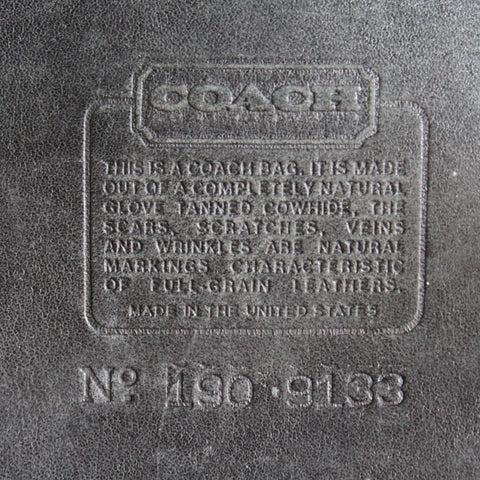 COACH
THIS IS A COACH BAG. IT IS MADE
OUT OF A COMPLETELY NATURAL
GLOVE TANNED COWHIDE, THE
SCARS, SCRATCHES, VEINS
AND WRINKLES ARE NATURAL
MARKINGS CHARACTERISTIC
OF FULL-GRAIN LEATHERS.
MADE IN THE UNITED STATES
No. 190·9133